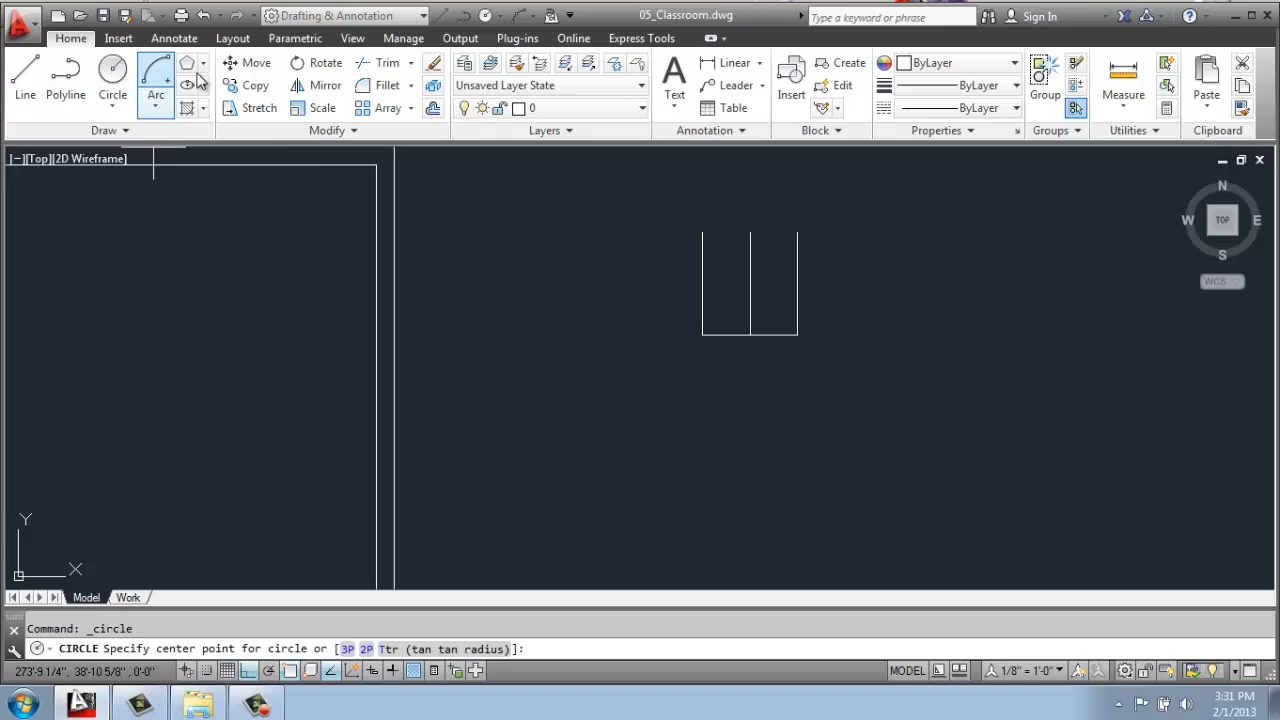 Drafting & Annotation
05_Classroom.dwg
Type a keyword or phrase
Sign In
Home Insert Annotate Layout Parametric View Manage Output Plug-ins Online Express Tools
Line Polyline Circle Arc
Move Rotate Trim
Copy Mirror Fillet
Stretch Scale Array
Unsaved Layer State
0
Text Linear
Leader
Table
Insert Create
Edit
ByLayer
ByLayer
ByLayer
Group
Measure
Paste
Draw Modify Layers Annotation Block Properties Groups Utilities Clipboard
[−][Top][2D Wireframe]
N
W TOP E
S
WCS
Y
X
Model Work
Command: _circle
CIRCLE Specify center point for circle or [3P 2P Ttr (tan tan radius)]:
273'-9 1/4", 38'-10 5/8", 0'-0"
MODEL
1/8" = 1'-0"
3:31 PM
2/1/2013